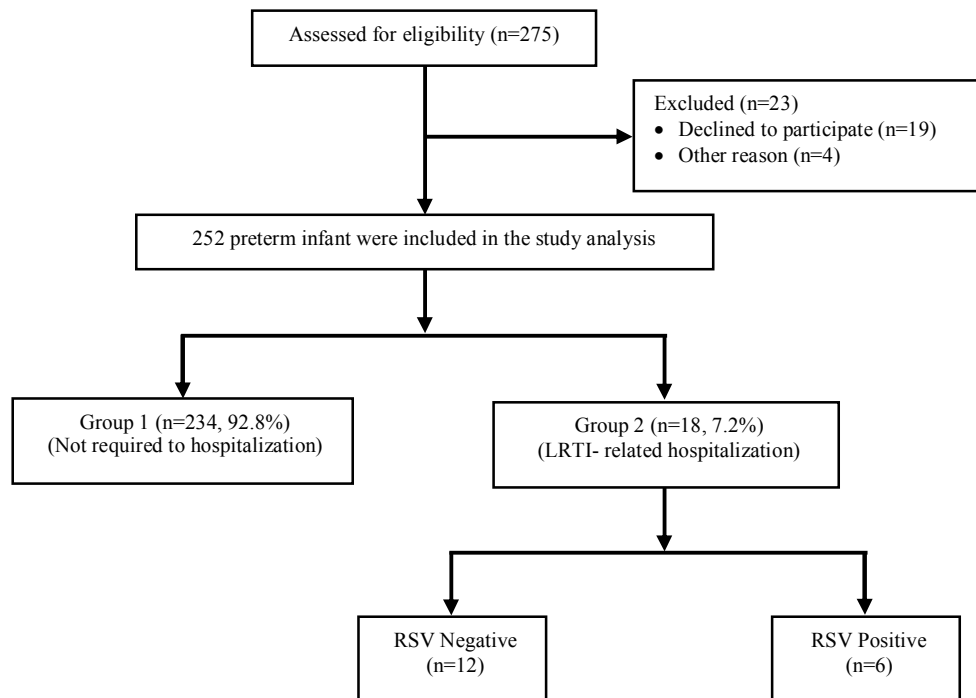 Assessed for eligibility (n=275)
Excluded (n=23)
• Declined to participate (n=19)
• Other reason (n=4)
252 preterm infant were included in the study analysis
Group 1 (n=234, 92.8%)
(Not required to hospitalization)
Group 2 (n=18, 7.2%)
(LRTI- related hospitalization)
RSV Negative
(n=12)
RSV Positive
(n=6)